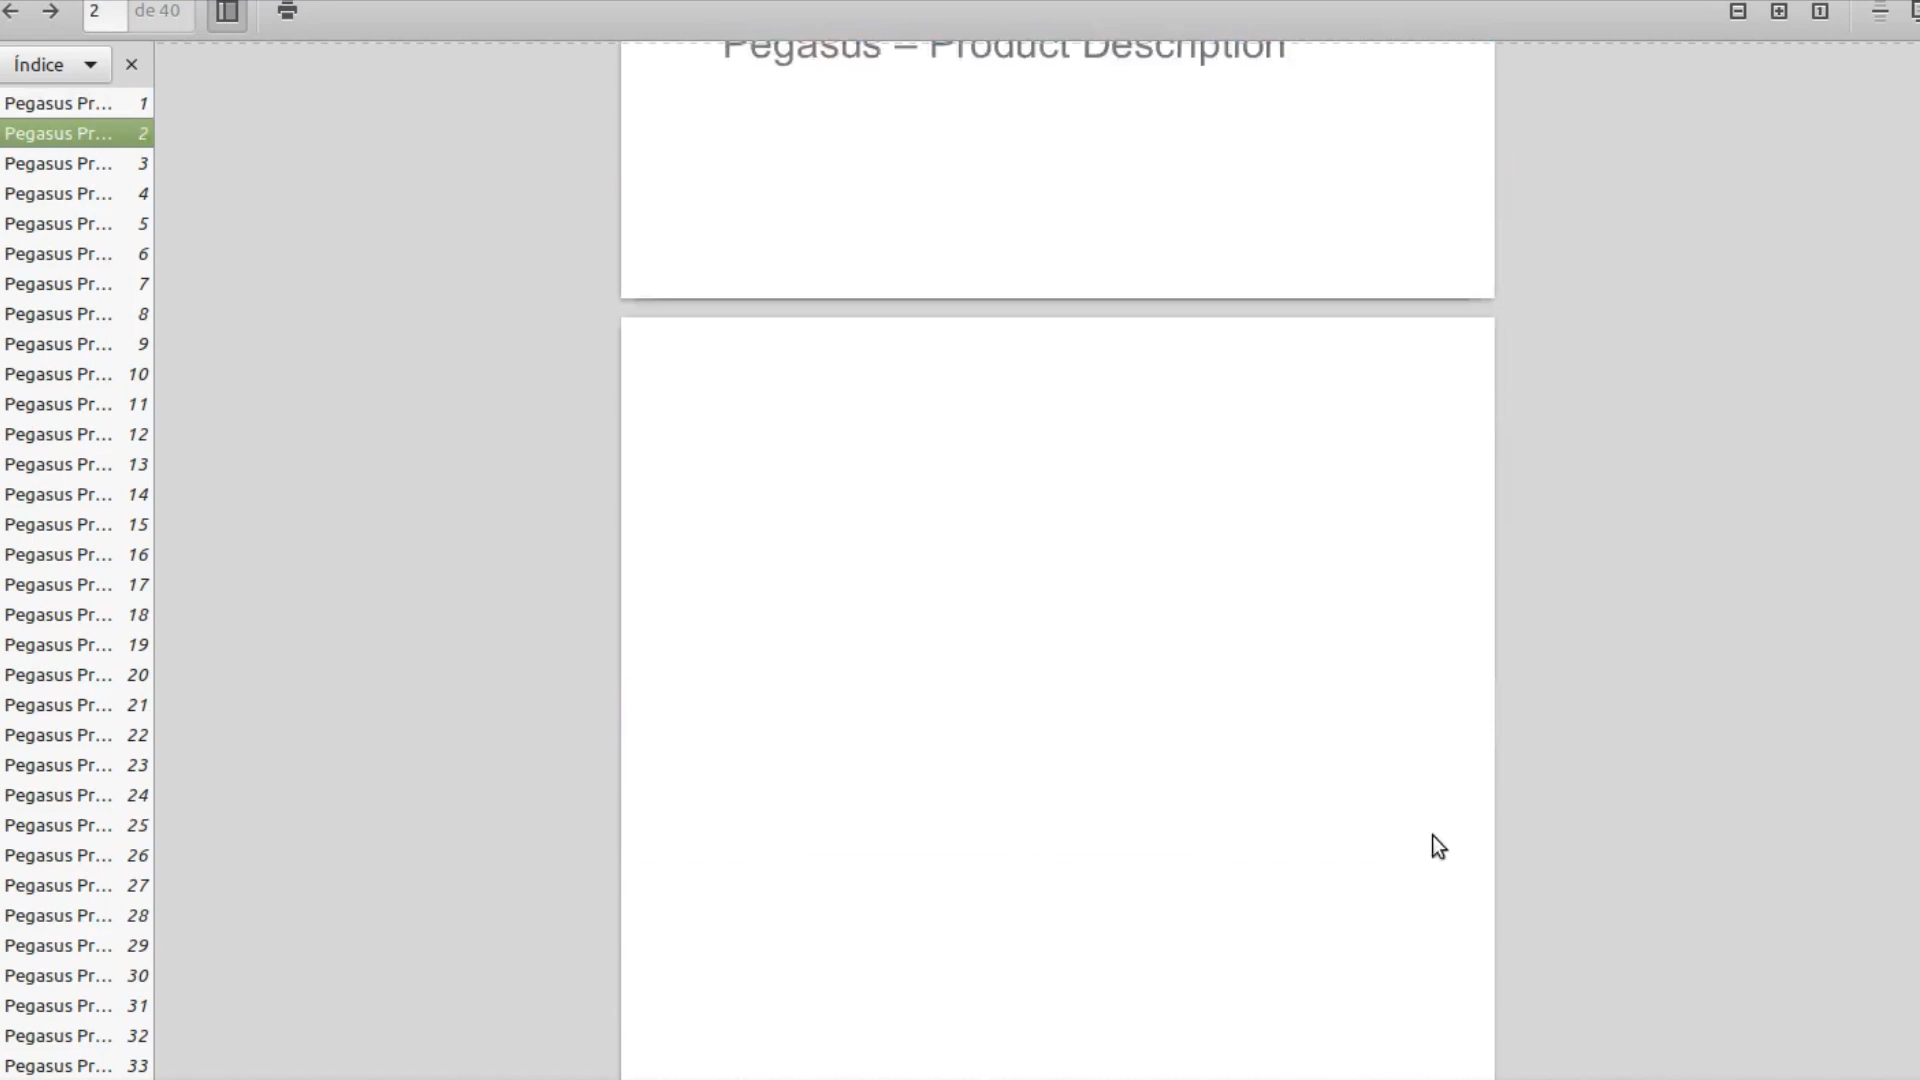 2 de 40
Índice
Pegasus – Product Description
Pegasus Pr... 1
Pegasus Pr... 2
Pegasus Pr... 3
Pegasus Pr... 4
Pegasus Pr... 5
Pegasus Pr... 6
Pegasus Pr... 7
Pegasus Pr... 8
Pegasus Pr... 9
Pegasus Pr... 10
Pegasus Pr... 11
Pegasus Pr... 12
Pegasus Pr... 13
Pegasus Pr... 14
Pegasus Pr... 15
Pegasus Pr... 16
Pegasus Pr... 17
Pegasus Pr... 18
Pegasus Pr... 19
Pegasus Pr... 20
Pegasus Pr... 21
Pegasus Pr... 22
Pegasus Pr... 23
Pegasus Pr... 24
Pegasus Pr... 25
Pegasus Pr... 26
Pegasus Pr... 27
Pegasus Pr... 28
Pegasus Pr... 29
Pegasus Pr... 30
Pegasus Pr... 31
Pegasus Pr... 32
Pegasus Pr... 33